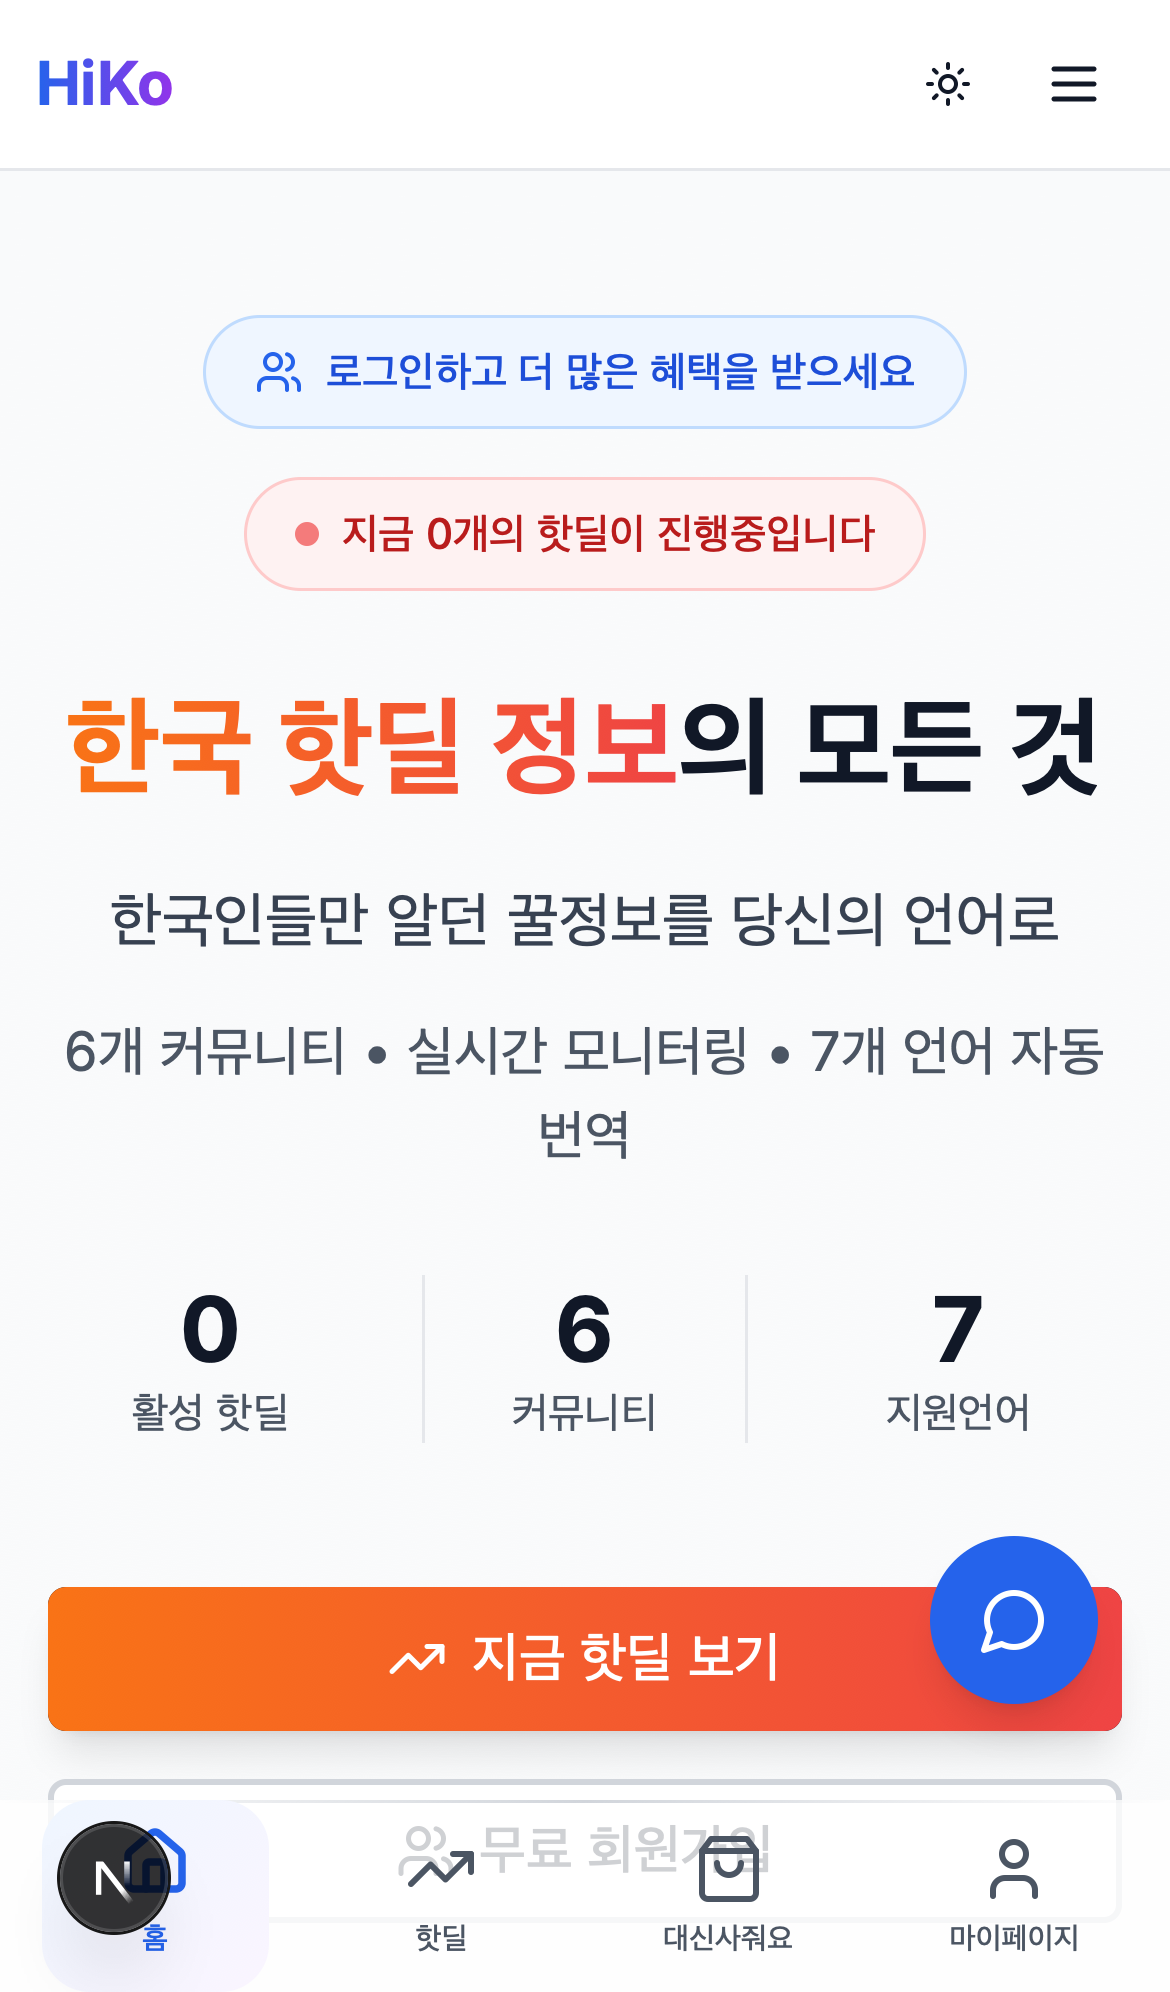 HiKo
로그인하고 더 많은 혜택을 받으세요
지금 0개의 핫딜이 진행중입니다
한국 핫딜 정보의 모든 것
한국인들만 알던 꿀정보를 당신의 언어로
6개 커뮤니티 • 실시간 모니터링 • 7개 언어 자동
번역
0 6 7
활성 핫딜 커뮤니티 지원언어
지금 핫딜 보기
무료 회원가입
N
홈 핫딜 대신사줘요 마이페이지